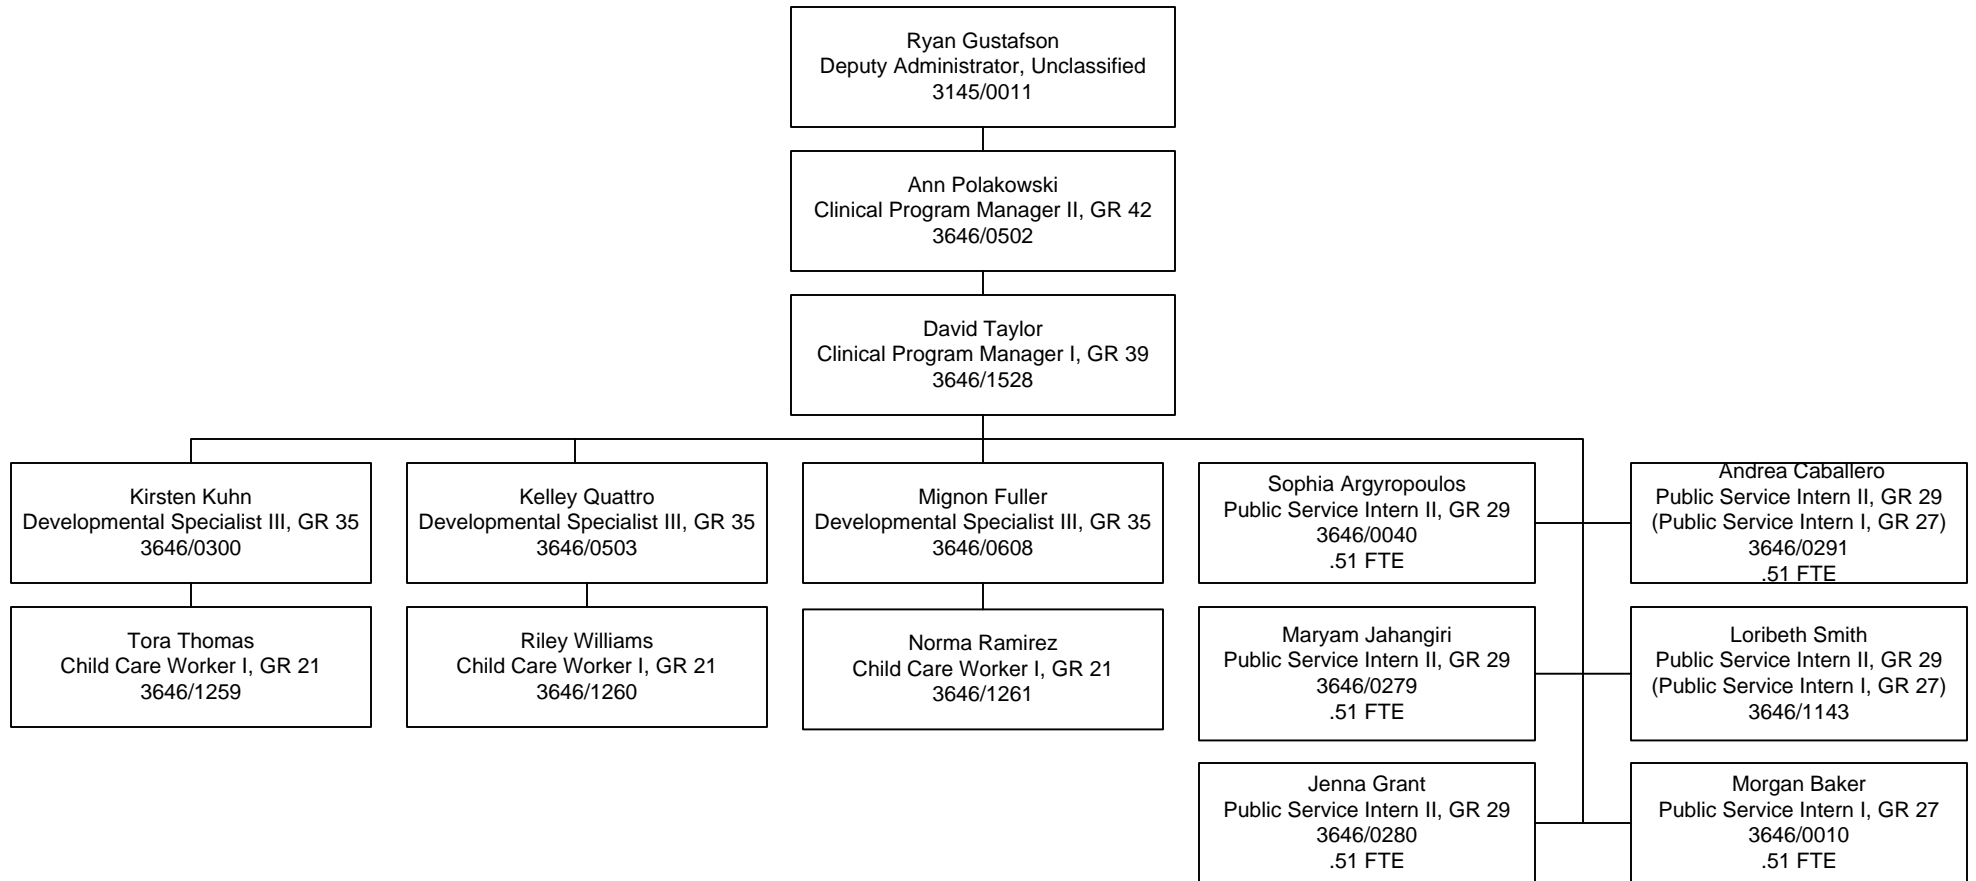 Ryan Gustafson
Deputy Administrator, Unclassified
3145/0011
Ann Polakowski
Clinical Program Manager II, GR 42
3646/0502
David Taylor
Clinical Program Manager I, GR 39
3646/1528
Kirsten Kuhn
Developmental Specialist III, GR 35
3646/0300
Kelley Quattro
Developmental Specialist III, GR 35
3646/0503
Mignon Fuller
Developmental Specialist III, GR 35
3646/0608
Sophia Argyropoulos
Public Service Intern II, GR 29
3646/0040
.51 FTE
Andrea Caballero
Public Service Intern II, GR 29
(Public Service Intern I, GR 27)
3646/0291
.51 FTE
Tora Thomas
Child Care Worker I, GR 21
3646/1259
Riley Williams
Child Care Worker I, GR 21
3646/1260
Norma Ramirez
Child Care Worker I, GR 21
3646/1261
Maryam Jahangiri
Public Service Intern II, GR 29
3646/0279
.51 FTE
Loribeth Smith
Public Service Intern II, GR 29
(Public Service Intern I, GR 27)
3646/1143
Jenna Grant
Public Service Intern II, GR 29
3646/0280
.51 FTE
Morgan Baker
Public Service Intern I, GR 27
3646/0010
.51 FTE